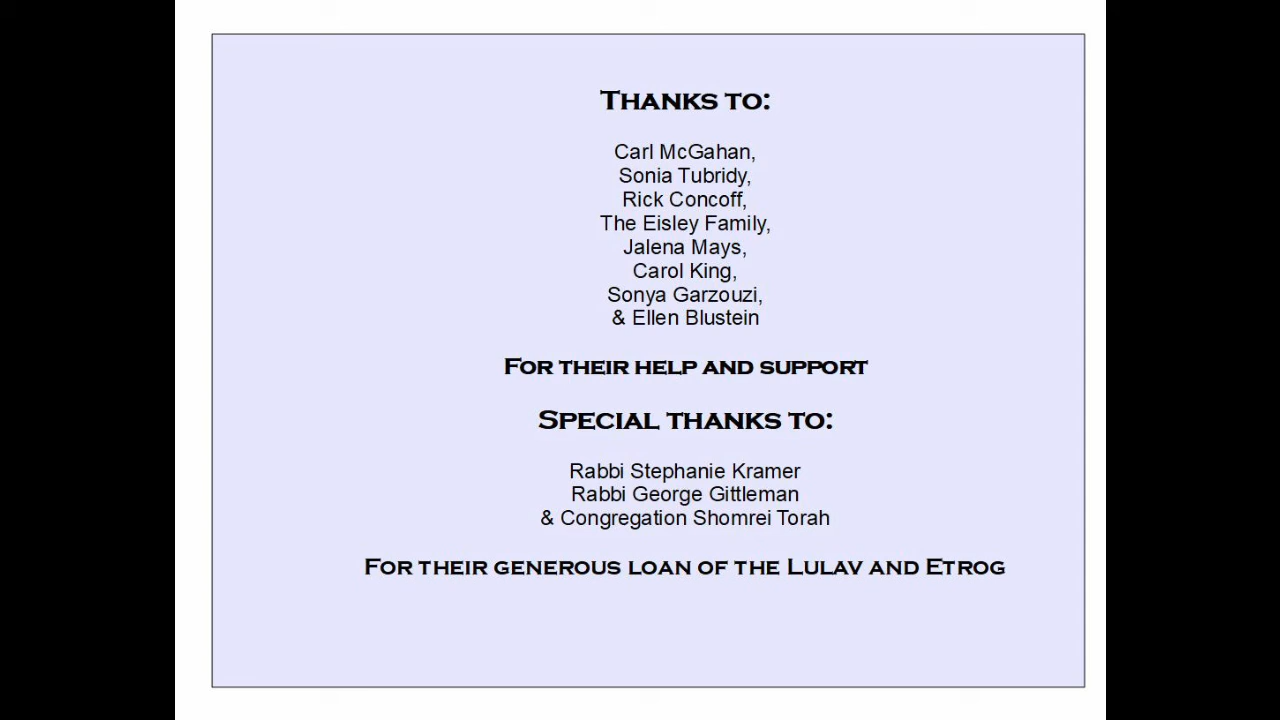 Thanks to:
Carl McGahan,
Sonia Tubridy,
Rick Concoff,
The Eisley Family,
Jalena Mays,
Carol King,
Sonya Garzouzi,
& Ellen Blustein
For their help and support
Special thanks to:
Rabbi Stephanie Kramer
Rabbi George Gittleman
& Congregation Shomrei Torah
For their generous loan of the Lulav and Etrog